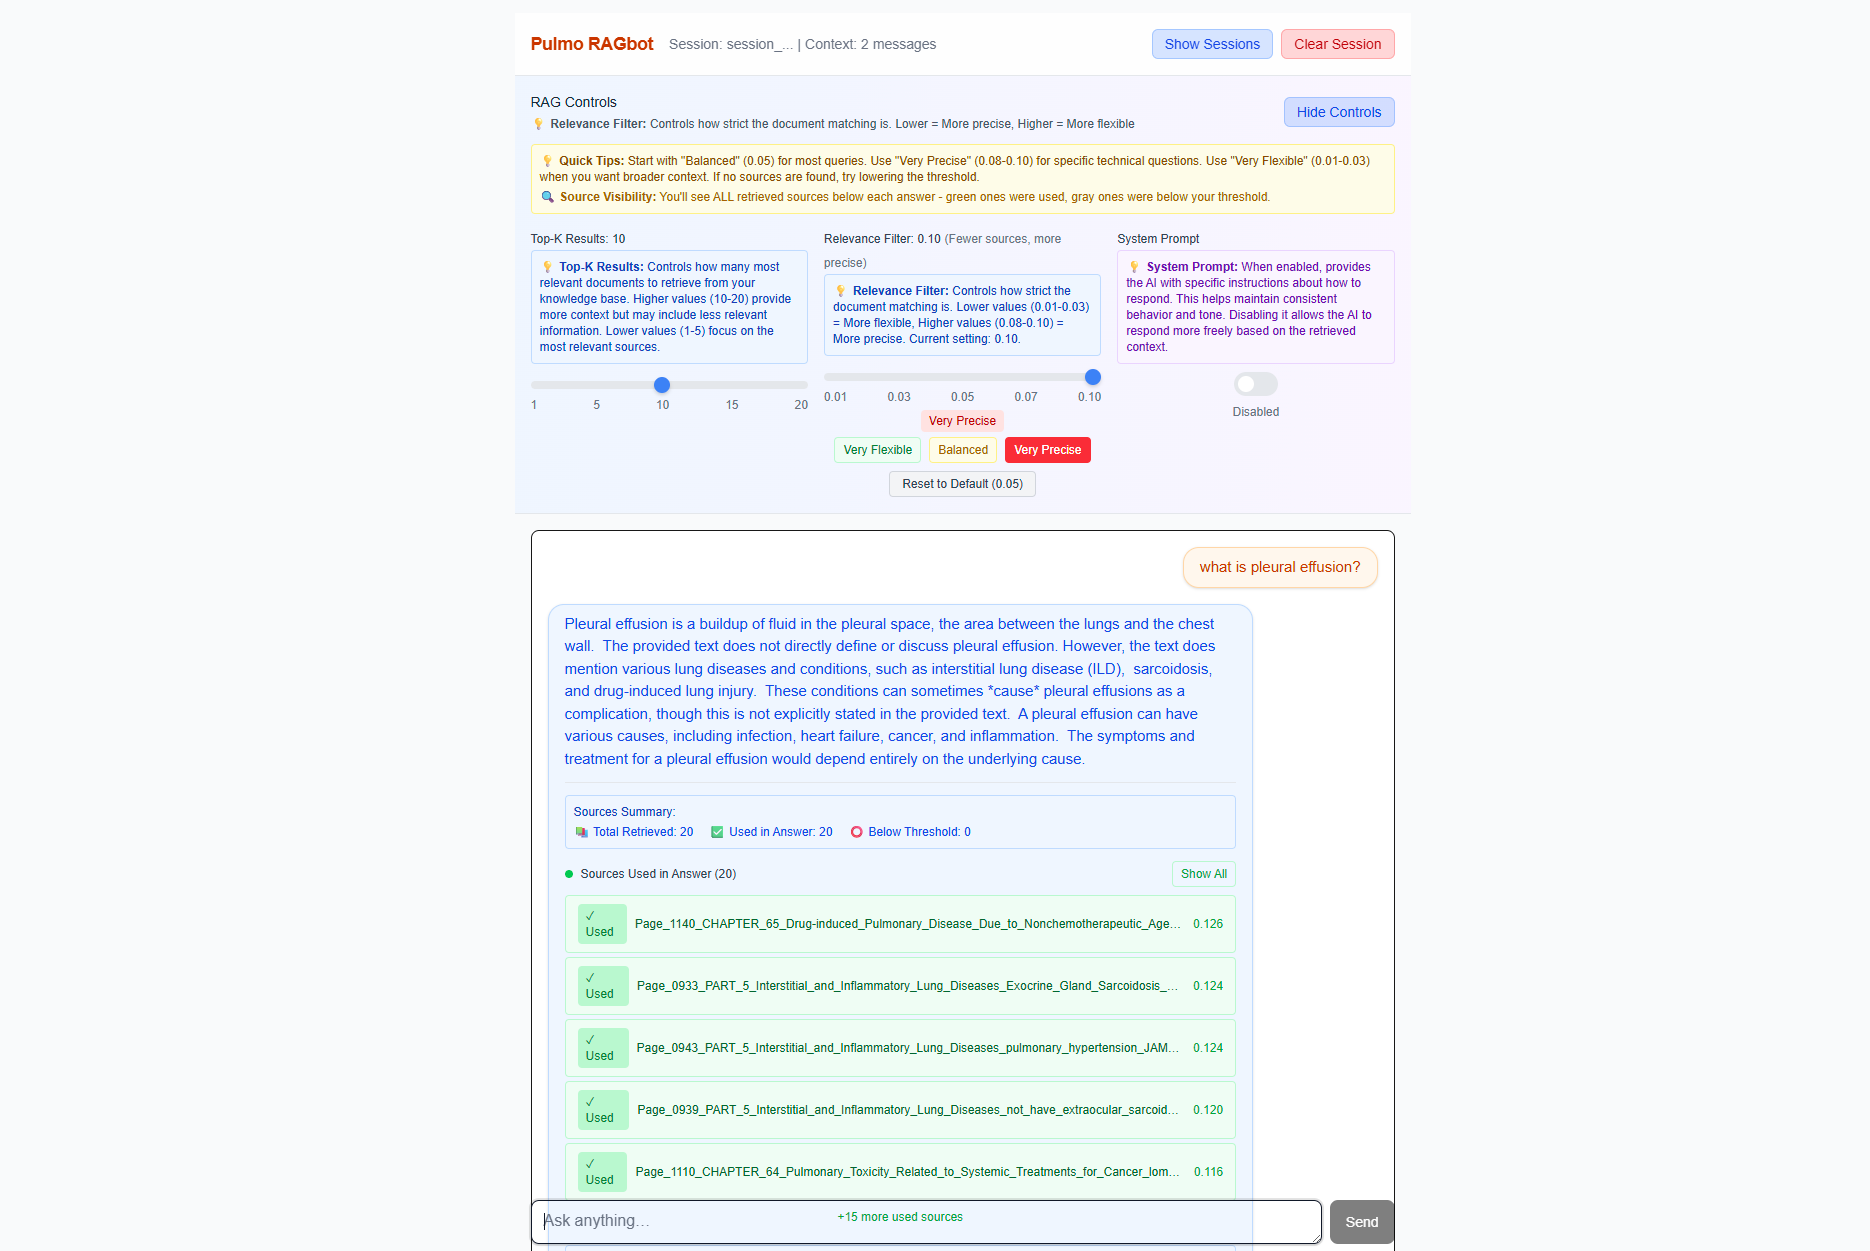 Pulmo RAGbot
Session: session_... | Context: 2 messages
Show Sessions
Clear Session
RAG Controls
💡 Relevance Filter: Controls how strict the document matching is. Lower = More precise, Higher = More flexible
Hide Controls
💡 Quick Tips: Start with "Balanced" (0.05) for most queries. Use "Very Precise" (0.08-0.10) for specific technical questions. Use "Very Flexible" (0.01-0.03)
when you want broader context. If no sources are found, try lowering the threshold.
🔍 Source Visibility: You'll see ALL retrieved sources below each answer - green ones were used, gray ones were below your threshold.
Top-K Results: 10
💡 Top-K Results: Controls how many most
relevant documents to retrieve from your
knowledge base. Higher values (10-20) provide
more context but may include less relevant
information. Lower values (1-5) focus on the
most relevant sources.
1 5 10 15 20
Relevance Filter: 0.10 (Fewer sources, more
precise)
💡 Relevance Filter: Controls how strict the
document matching is. Lower values (0.01-0.03)
= More flexible, Higher values (0.08-0.10) =
More precise. Current setting: 0.10.
0.01 0.03 0.05 0.07 0.10
Very Precise
Very Flexible
Balanced
Very Precise
Reset to Default (0.05)
System Prompt
💡 System Prompt: When enabled, provides
the AI with specific instructions about how to
respond. This helps maintain consistent
behavior and tone. Disabling it allows the AI to
respond more freely based on the retrieved
context.
Disabled
what is pleural effusion?
Pleural effusion is a buildup of fluid in the pleural space, the area between the lungs and the chest
wall. The provided text does not directly define or discuss pleural effusion. However, the text does
mention various lung diseases and conditions, such as interstitial lung disease (ILD), sarcoidosis,
and drug-induced lung injury. These conditions can sometimes *cause* pleural effusions as a
complication, though this is not explicitly stated in the provided text. A pleural effusion can have
various causes, including infection, heart failure, cancer, and inflammation. The symptoms and
treatment for a pleural effusion would depend entirely on the underlying cause.
Sources Summary:
📚 Total Retrieved: 20 ✅ Used in Answer: 20 ⭕ Below Threshold: 0
Sources Used in Answer (20)
Show All
✓
Used
Page_1140_CHAPTER_65_Drug-induced_Pulmonary_Disease_Due_to_Nonchemotherapeutic_Age...
0.126
✓
Used
Page_0933_PART_5_Interstitial_and_Inflammatory_Lung_Diseases_Exocrine_Gland_Sarcoidosis_...
0.124
✓
Used
Page_0943_PART_5_Interstitial_and_Inflammatory_Lung_Diseases_pulmonary_hypertension_JAM...
0.124
✓
Used
Page_0939_PART_5_Interstitial_and_Inflammatory_Lung_Diseases_not_have_extraocular_sarcoid...
0.120
✓
Used
Page_1110_CHAPTER_64_Pulmonary_Toxicity_Related_to_Systemic_Treatments_for_Cancer_lom...
0.116
+15 more used sources
Ask anything...
Send